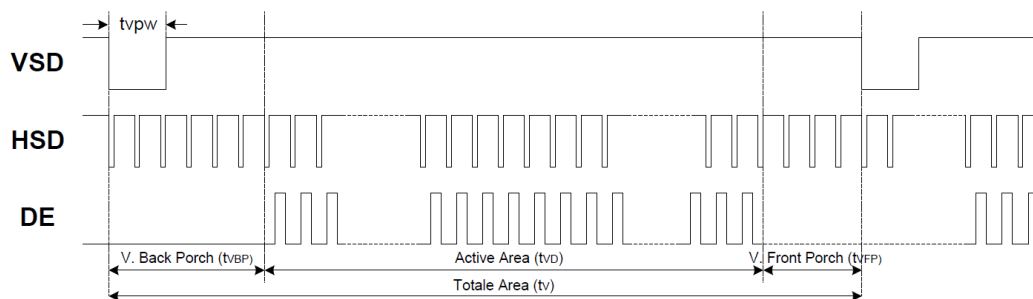 tvpw
VSD
HSD
DE
V. Back Porch (tVBP)
Active Area (tVD)
V. Front Porch (tVFP)
Totale Area (tV)